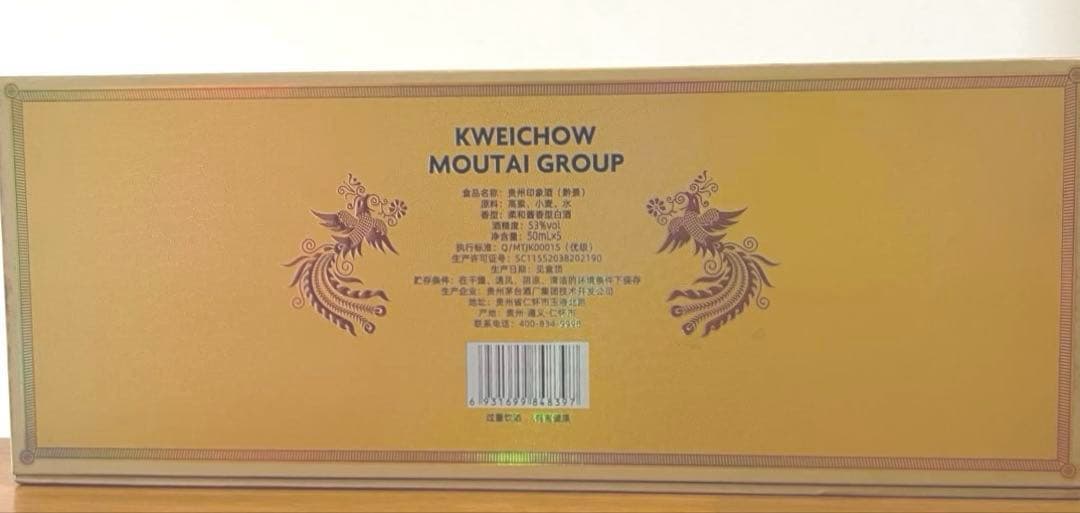 KWEICHOW
MOUTAI GROUP
食品名称：贵州印象酒（黔景）
原料：高粱、小麦、水
香型：柔和酱香型白酒
酒精度：53%vol
净含量：50mL×5
执行标准：Q/MTJK0001S（优级）
生产许可证号：SC11552038202190
生产日期：见盒顶
贮存条件：在干燥、通风、阴凉、清洁的环境条件下保存
生产企业：贵州茅台酒厂集团技术开发公司
地址：贵州省仁怀市玉液北路
产地：贵州·遵义·仁怀市
联系电话：400-834-9998
6 931699 848397
过量饮酒，有害健康